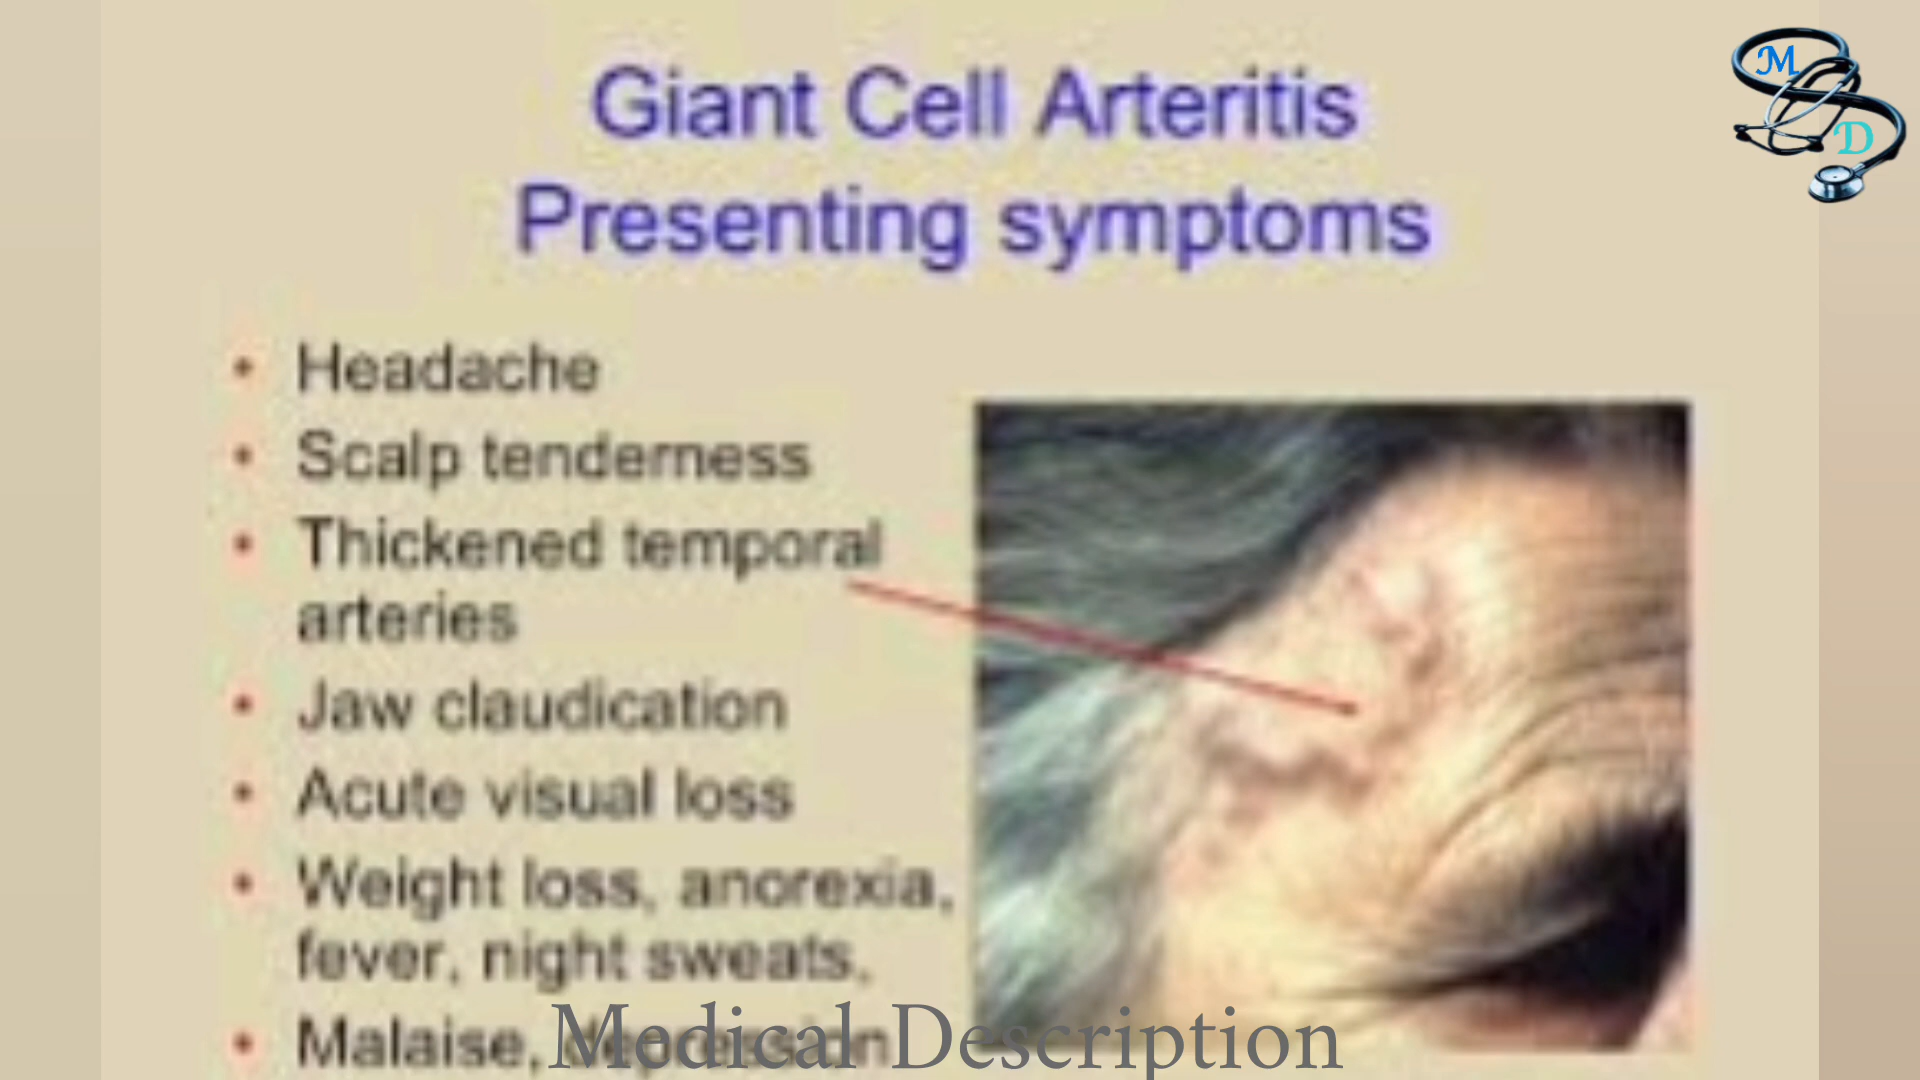 Giant Cell Arteritis
Presenting symptoms
• Headache
• Scalp tenderness
• Thickened temporal
arteries
• Jaw claudication
• Acute visual loss
• Weight loss, anorexia,
fever, night sweats,
• Malaise, depression
Medical Description
M
D